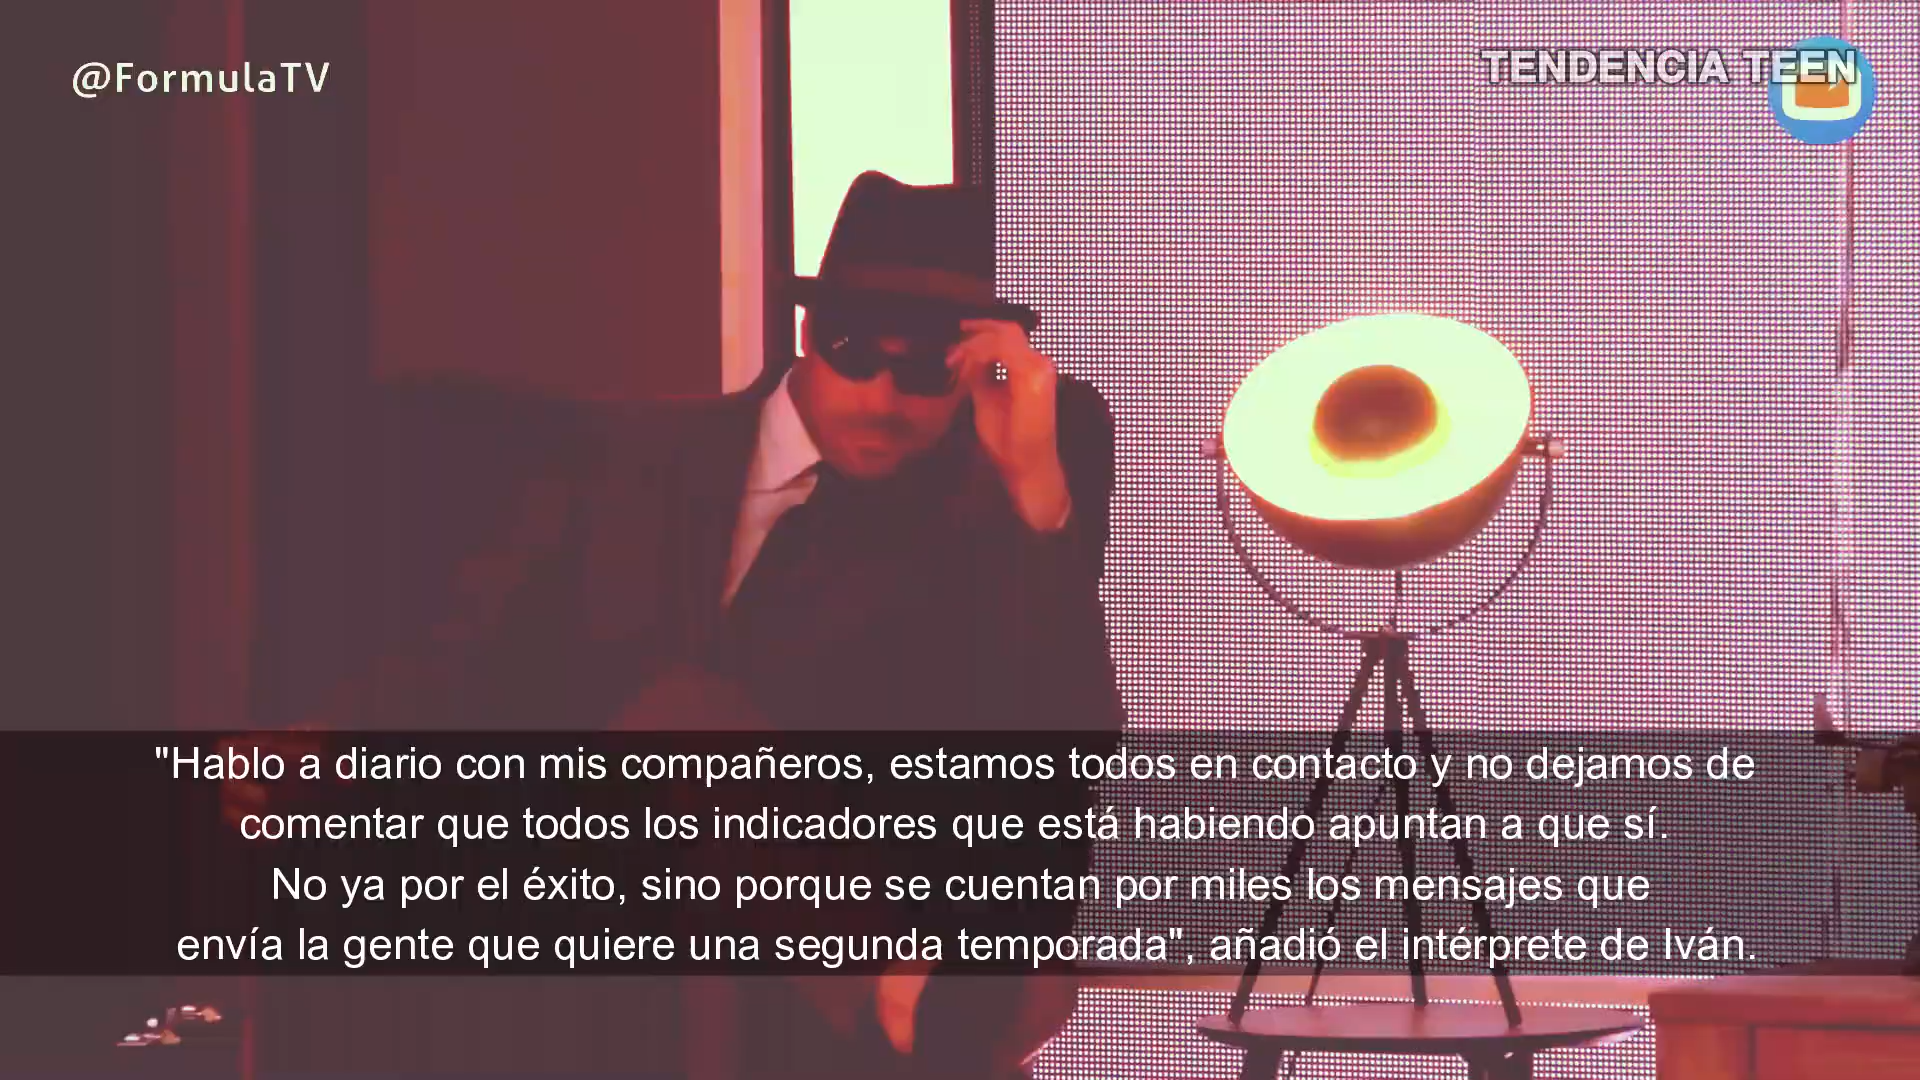 @FormulaTV
TENDENCIA TEEN
"Hablo a diario con mis compañeros, estamos todos en contacto y no dejamos de
comentar que todos los indicadores que está habiendo apuntan a que sí.
No ya por el éxito, sino porque se cuentan por miles los mensajes que
envía la gente que quiere una segunda temporada", añadió el intérprete de Iván.